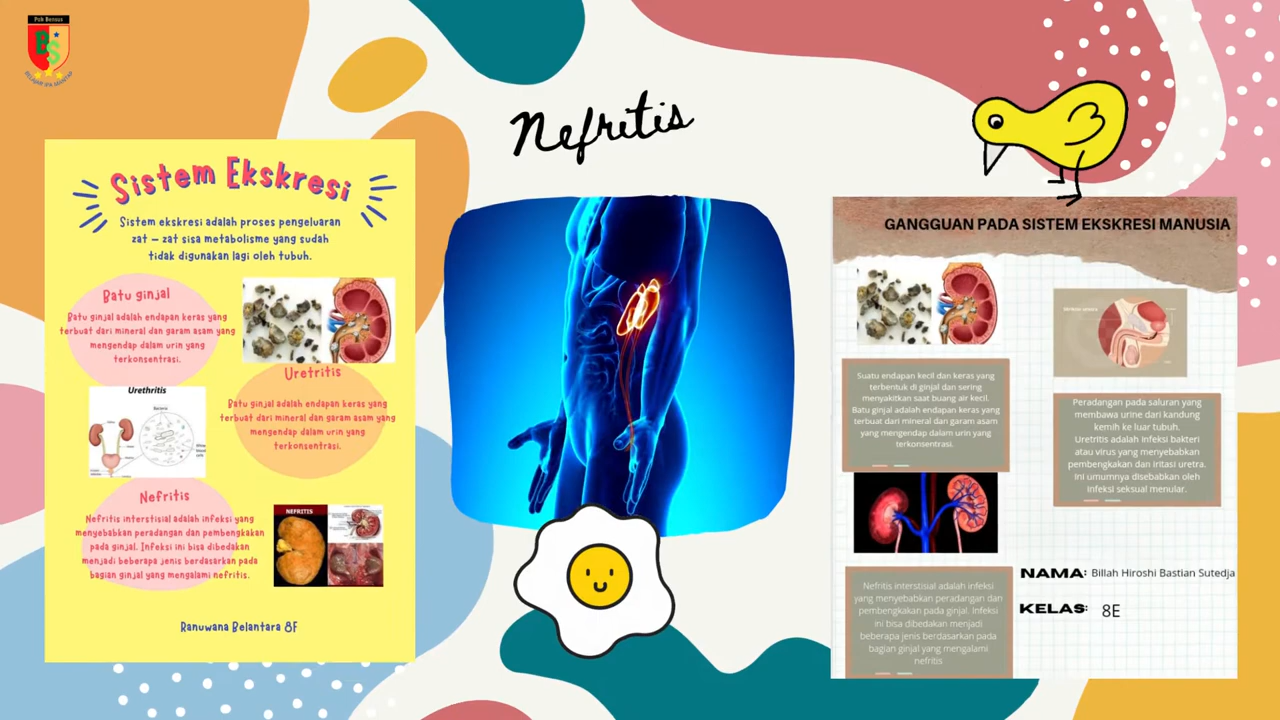 Pak Bensus
BS
BELAJAR IPA MANTAP
Nefritis
Sistem Ekskresi
Sistem ekskresi adalah proses pengeluaran
zat – zat sisa metabolisme yang sudah
tidak digunakan lagi oleh tubuh.
Batu ginjal
Batu ginjal adalah endapan keras yang
terbuat dari mineral dan garam asam yang
mengendap dalam urin yang
terkonsentrasi.
Urethritis
Bacteria
Uretritis
Batu ginjal adalah endapan keras yang
terbuat dari mineral dan garam asam yang
mengendap dalam urin yang
terkonsentrasi.
Nefritis
Nefritis interstisial adalah infeksi yang
menyebabkan peradangan dan pembengkakan
pada ginjal. Infeksi ini bisa dibedakan
menjadi beberapa jenis berdasarkan pada
bagian ginjal yang mengalami nefritis.
NEFRITIS
Ranuwana Belantara 8F
GANGGUAN PADA SISTEM EKSKRESI MANUSIA
Suatu endapan kecil dan keras yang
terbentuk di ginjal dan sering
menyakitkan saat buang air kecil.
Batu ginjal adalah endapan keras yang
terbuat dari mineral dan garam asam
yang mengendap dalam urin yang
terkonsentrasi.
Peradangan pada saluran yang
membawa urine dari kandung
kemih ke luar tubuh.
Uretritis adalah infeksi bakteri
atau virus yang menyebabkan
pembengkakan dan iritasi uretra.
Ini umumnya disebabkan oleh
infeksi seksual menular.
Nefritis interstisial adalah infeksi
yang menyebabkan peradangan dan
pembengkakan pada ginjal. Infeksi
ini bisa dibedakan menjadi
beberapa jenis berdasarkan pada
bagian ginjal yang mengalami
nefritis
NAMA: Billah Hiroshi Bastian Sutedja
KELAS: 8E